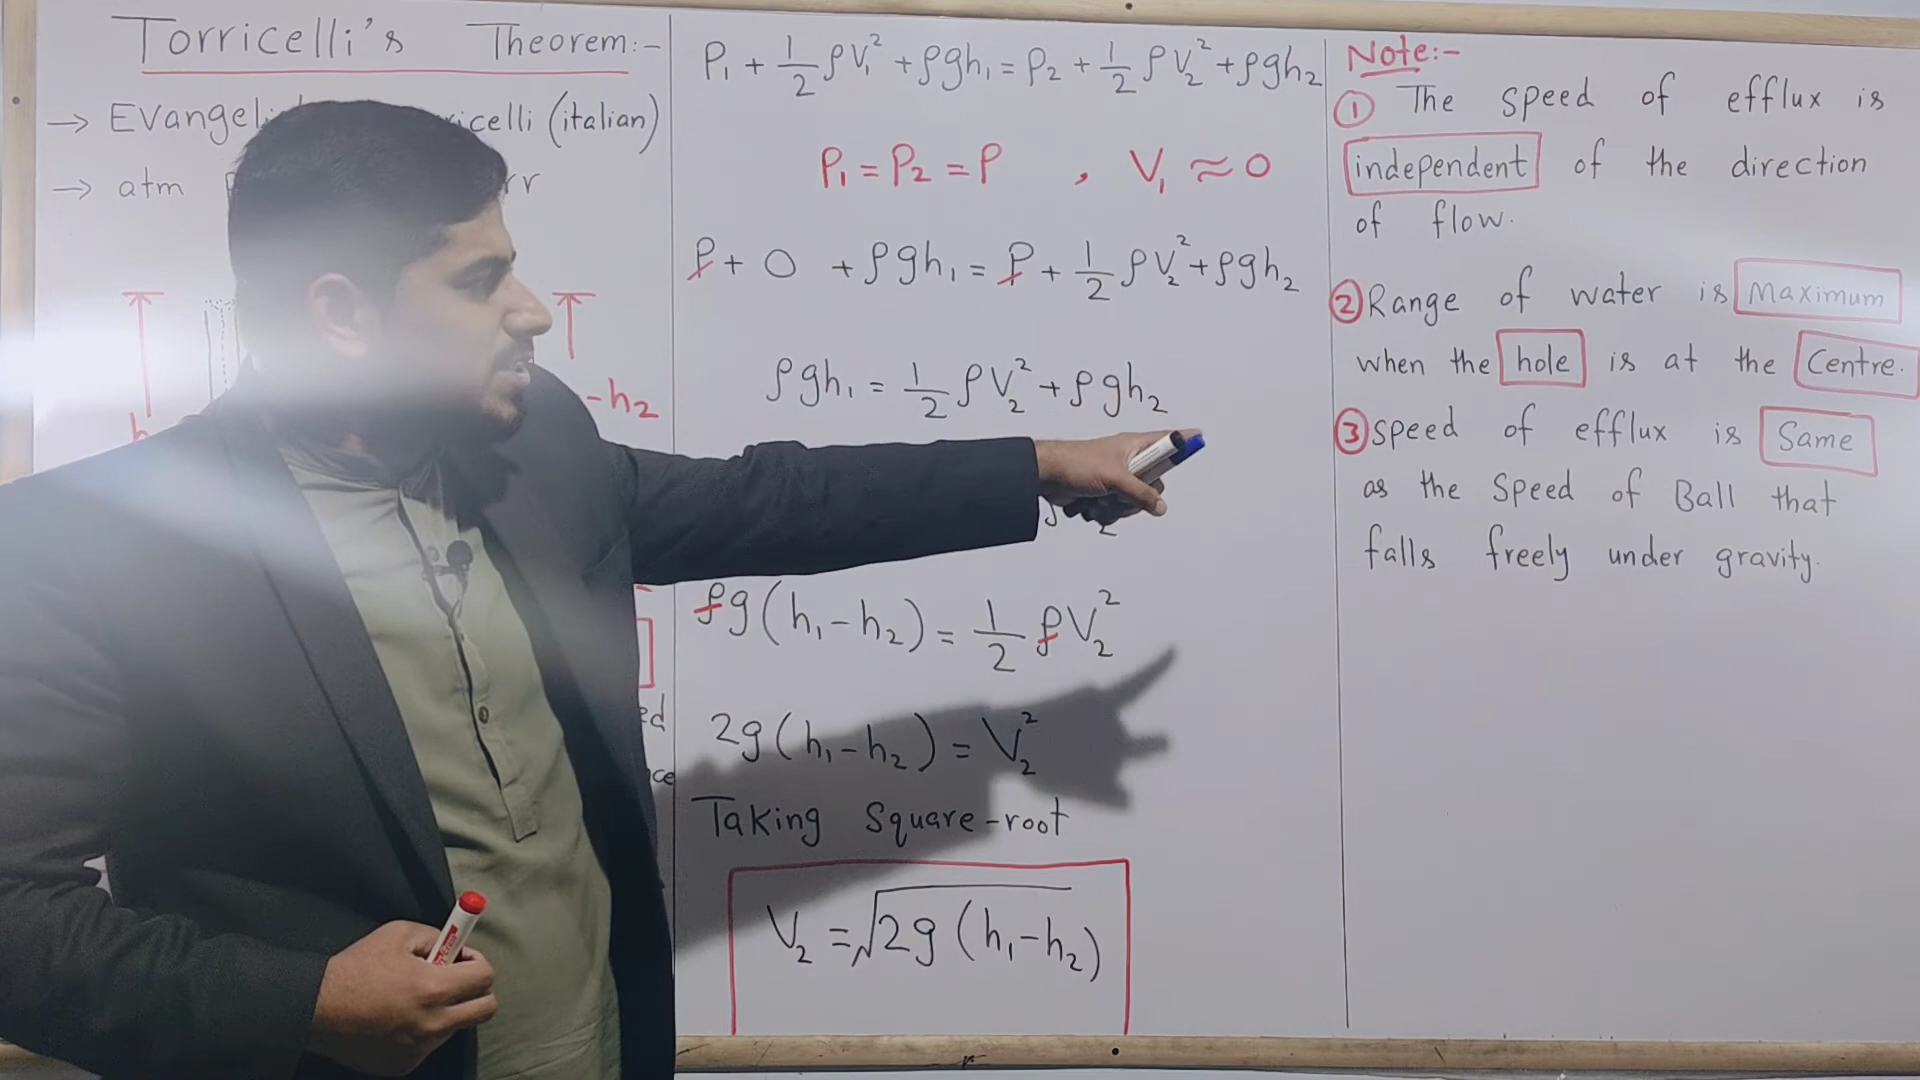 Torricelli's Theorem:-
→ Evangeli ricelli (italian)
→ atm
-h₂
P₁ + 1/2 ρV₁² + ρgh₁ = P₂ + 1/2 ρV₂² + ρgh₂
P₁ = P₂ = P , V₁ ≈ 0
P + 0 + ρgh₁ = P + 1/2 ρV₂² + ρgh₂
ρgh₁ = 1/2 ρV₂² + ρgh₂
ρg(h₁-h₂) = 1/2 ρV₂²
2g(h₁-h₂) = V₂²
Taking Square-root
V₂ = √2g(h₁-h₂)
Note:-
① The speed of efflux is
independent of the direction
of flow.
② Range of water is Maximum
when the hole is at the Centre.
③ Speed of efflux is Same
as the Speed of Ball that
falls freely under gravity.